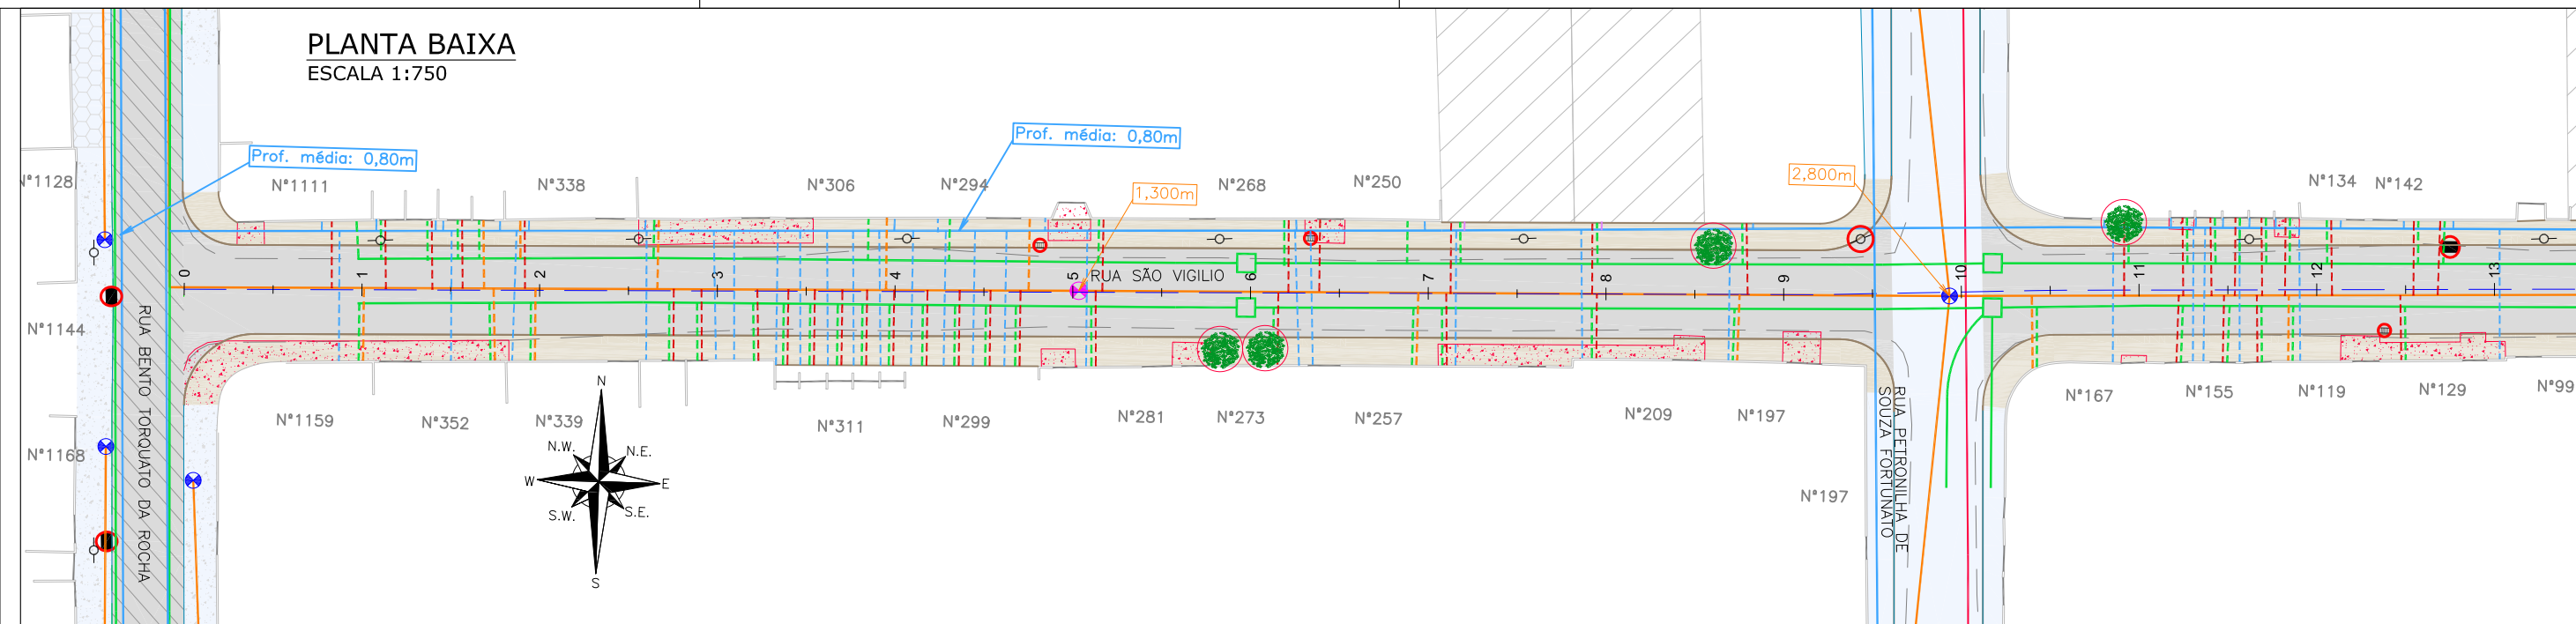 PLANTA BAIXA
ESCALA 1:750
Prof. média: 0,80m
Prof. média: 0,80m
1,300m
2,800m
N°1128
N°1111
N°338
N°306
N°294
N°268
N°250
N°134
N°142
0
1
2
3
4
5
6
7
8
9
10
11
12
13
RUA SÃO VIGILIO
RUA BENTO TORQUATO DA ROCHA
RUA PETRONILHA DE
SOUZA FORTUNATO
N°1144
N°1168
N°1159
N°352
N°339
N°311
N°299
N°281
N°273
N°257
N°209
N°197
N°167
N°155
N°119
N°129
N°99
N°197
N
N.W.
N.E.
W
E
S.W.
S.E.
S